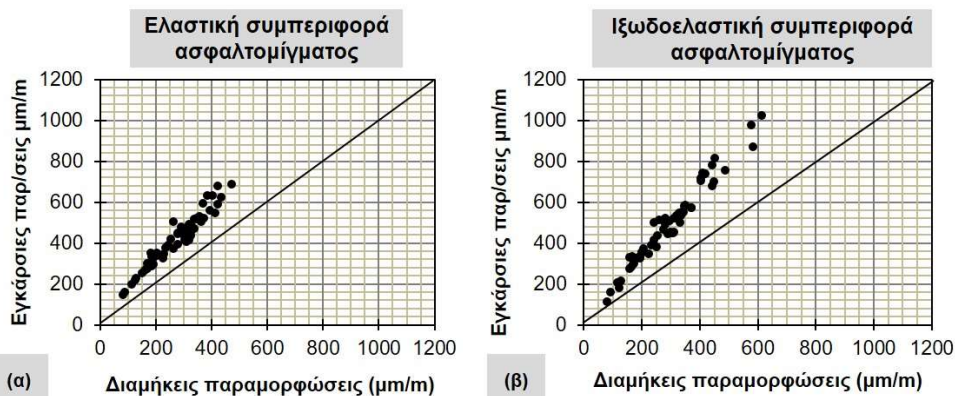 Ελαστική συμπεριφορά
ασφαλτομίγματος
Εγκάρσιες παρ/σεις μm/m
1200
1000
800
600
400
200
0
0 200 400 600 800 1000 1200
(α)
Διαμήκεις παραμορφώσεις (μm/m)
Ιξωδοελαστική συμπεριφορά
ασφαλτομίγματος
Εγκάρσιες παρ/σεις μm/m
1200
1000
800
600
400
200
0
0 200 400 600 800 1000 1200
(β)
Διαμήκεις παραμορφώσεις (μm/m)